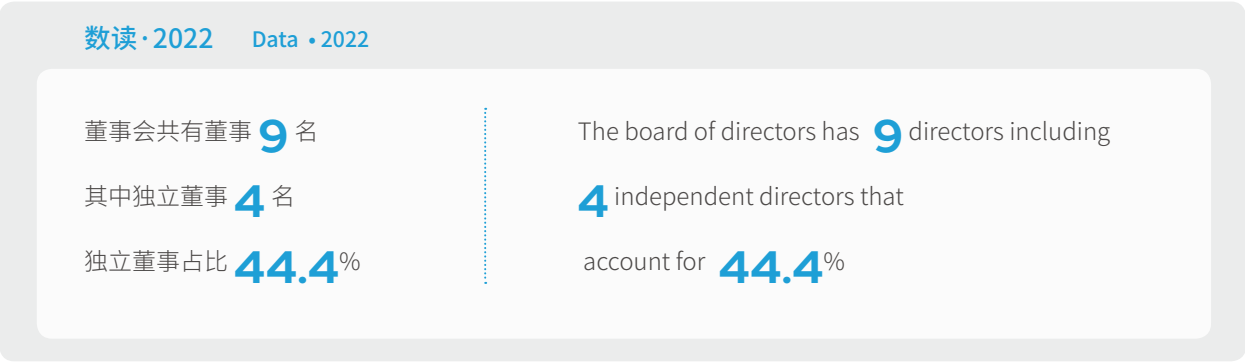 数读·2022 Data • 2022
董事会共有董事 9 名
其中独立董事 4 名
独立董事占比 44.4%
The board of directors has 9 directors including
4 independent directors that
account for 44.4%